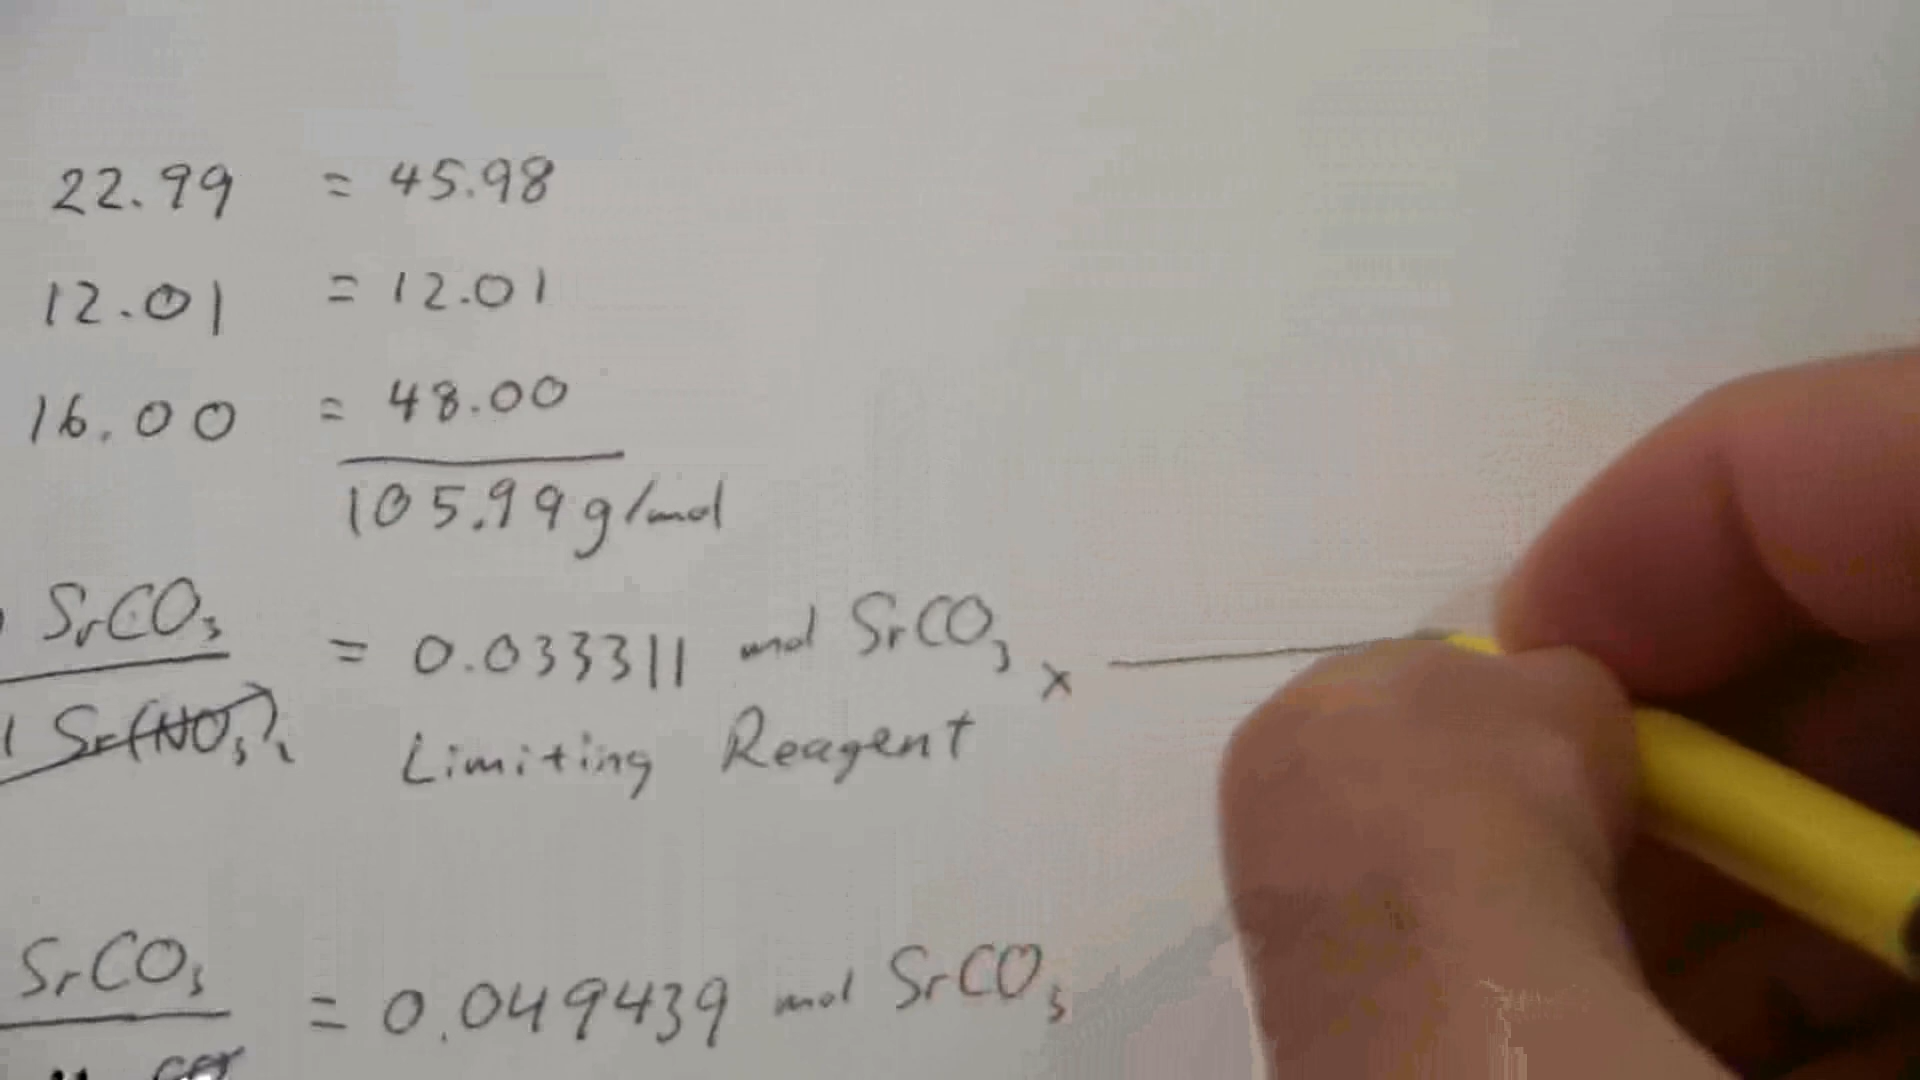 22.99 = 45.98
12.01 = 12.01
16.00 = 48.00
105.99 g/mol
SrCO₃ = 0.033311 mol SrCO₃ ×
1 Sr(NO₃)₂ Limiting Reagent
SrCO₃ = 0.049439 mol SrCO₃